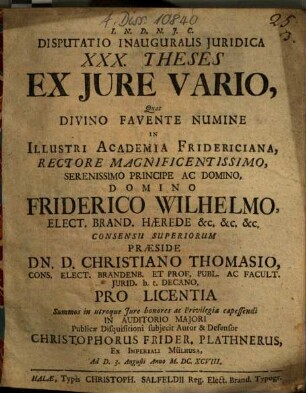 A. Diss. 10840
25.
3.
I. N. D. N. J. C.
DISPUTATIO INAUGURALIS JURIDICA
XXX. THESES
EX JURE VARIO,
Quas
DIVINO FAVENTE NUMINE
IN
ILLUSTRI ACADEMIA FRIDERICIANA,
RECTORE MAGNIFICENTISSIMO,
SERENISSIMO PRINCIPE AC DOMINO,
DOMINO
FRIDERICO WILHELMO,
ELECT. BRAND. HÆREDE &c. &c. &c.
CONSENSU SUPERIORUM
PRÆSIDE
DN. D. CHRISTIANO THOMASIO,
CONS. ELECT. BRANDENB. ET PROF. PUBL. AC FACULT.
JURID. h. t. DECANO,
PRO LICENTIA
Summos in utroque Jure honores ac Privilegia capessendi
IN AUDITORIO MAJORI
Publicæ Disquisitioni subjecit Autor & Defensor
CHRISTOPHORUS FRIDER. PLATHNERUS,
EX IMPERIALI MÜLHUSA,
Ad D. 3. Augusti Anno M. DC. XCVIII.
HALÆ, Typis CHRISTOPH. SALFELDII Reg. Elect. Brand. Typogr.